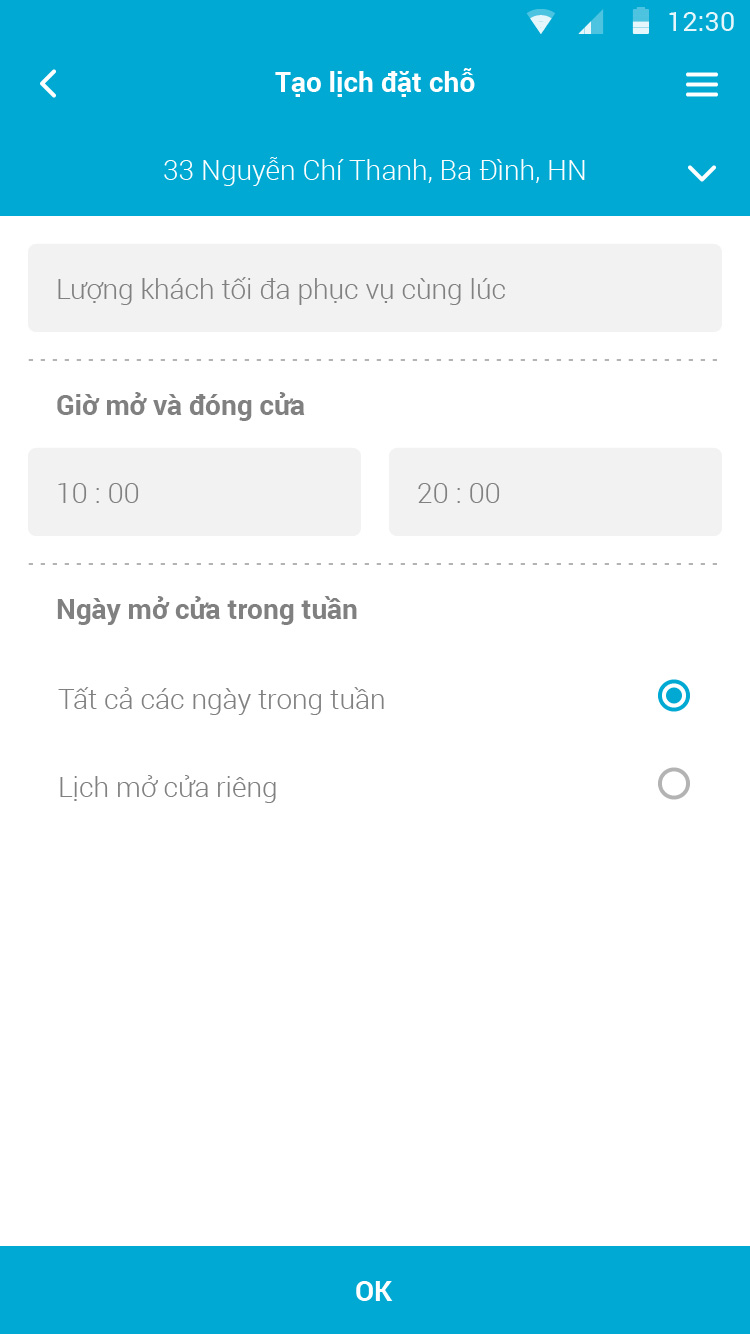 12:30
Tạo lịch đặt chỗ
33 Nguyễn Chí Thanh, Ba Đình, HN
Lượng khách tối đa phục vụ cùng lúc
Giờ mở và đóng cửa
10 : 00
20 : 00
Ngày mở cửa trong tuần
Tất cả các ngày trong tuần
Lịch mở cửa riêng
OK